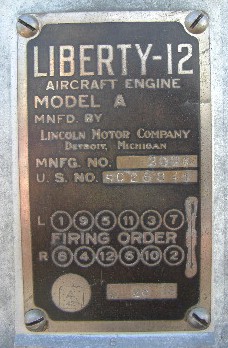 LIBERTY-12
AIRCRAFT ENGINE
MODEL A
MNFD. BY
LINCOLN MOTOR COMPANY
DETROIT, MICHIGAN
MNFG. NO.
U. S. NO.
L 1 9 5 11 3 7
FIRING ORDER
R 8 4 12 6 10 2